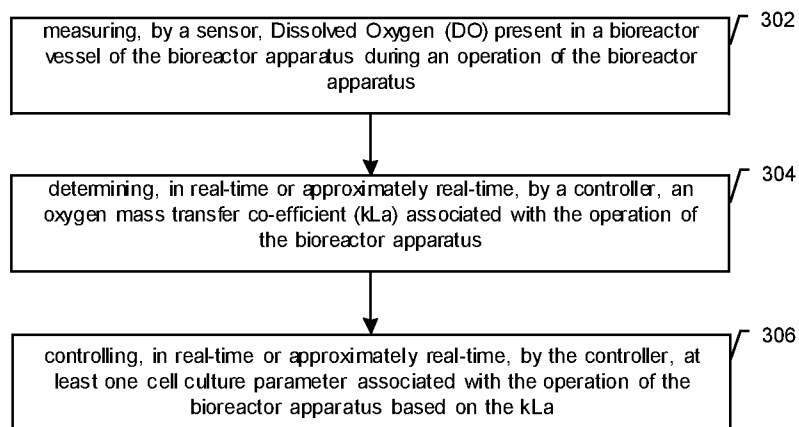 measuring, by a sensor, Dissolved Oxygen (DO) present in a bioreactor
vessel of the bioreactor apparatus during an operation of the bioreactor
apparatus
302
determining, in real-time or approximately real-time, by a controller, an
oxygen mass transfer co-efficient (kLa) associated with the operation of
the bioreactor apparatus
304
controlling, in real-time or approximately real-time, by the controller, at
least one cell culture parameter associated with the operation of the
bioreactor apparatus based on the kLa
306